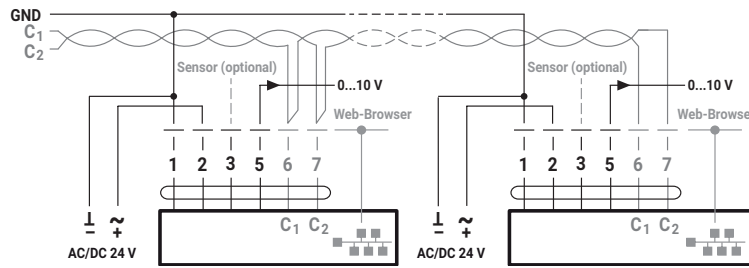 GND
C1
C2
Sensor (optional)
0...10 V
Sensor (optional)
0...10 V
Web-Browser
Web-Browser
1 2 3 5 6 7
1 2 3 5 6 7
⊥ ~
– +
C1 C2
⊥ ~
– +
C1 C2
AC/DC 24 V
AC/DC 24 V